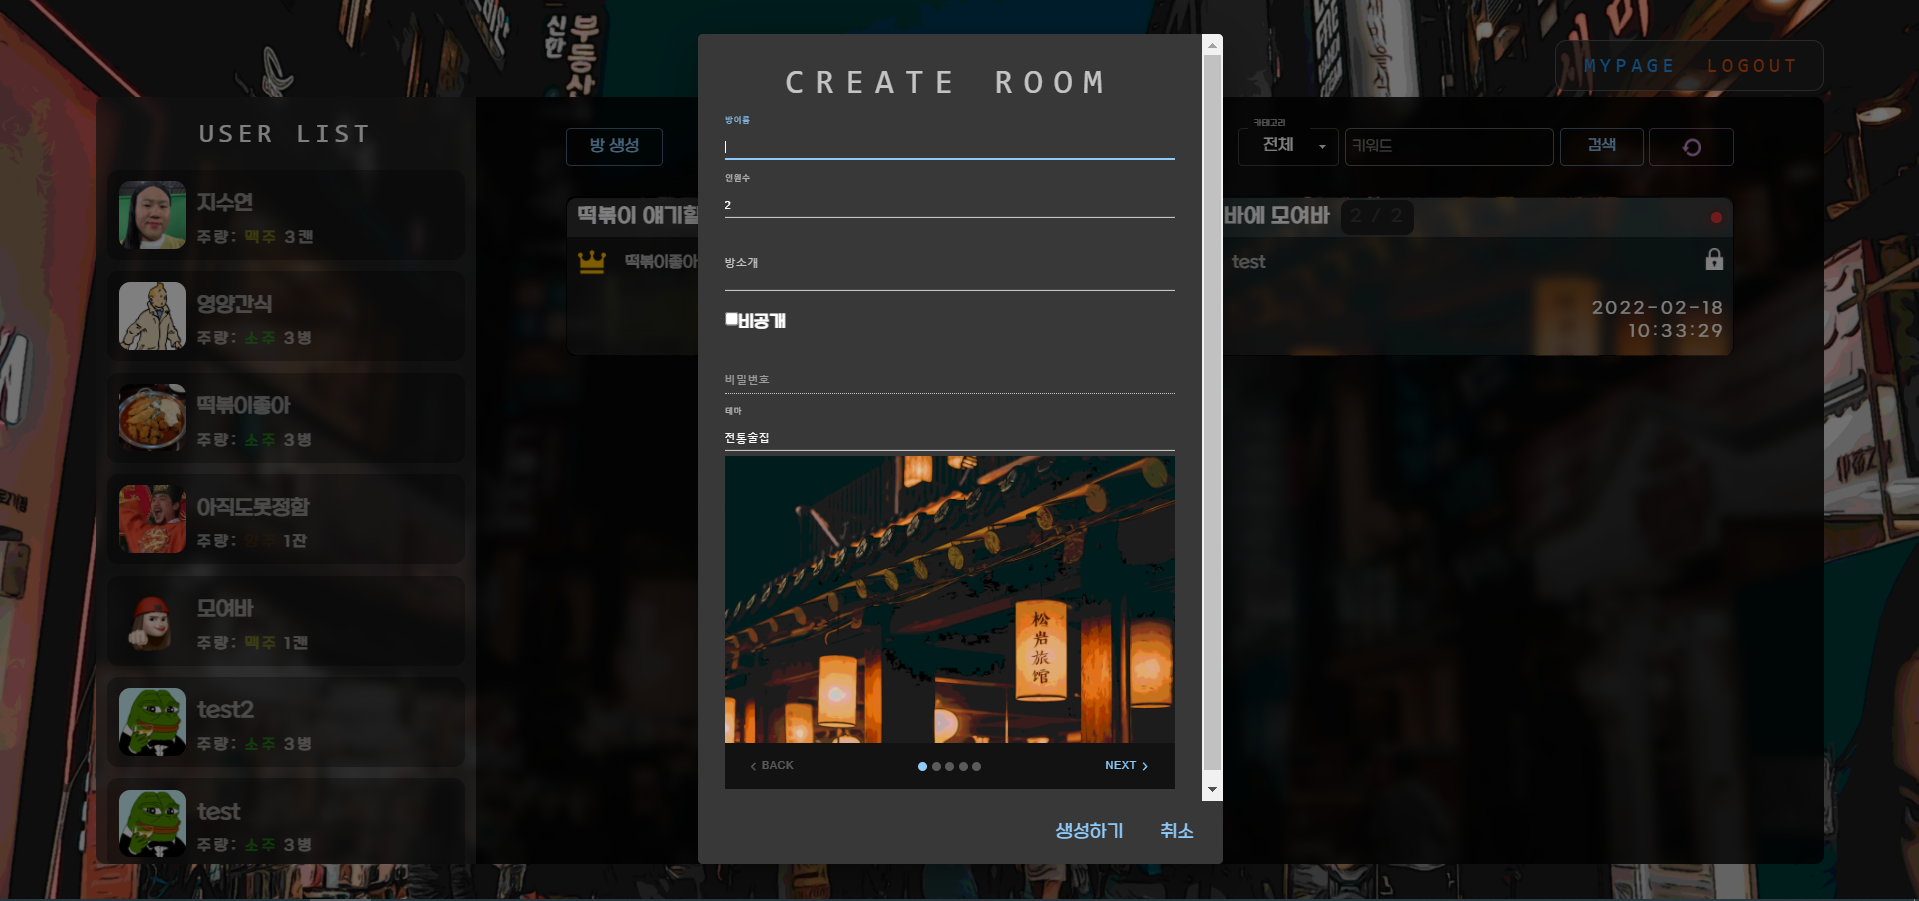 신한
부동산
MYPAGE LOGOUT
USER LIST
지수연
주량: 맥주 3캔
영양간식
주량: 소주 3병
떡볶이좋아
주량: 소주 3병
아직도못정함
주량: 1잔
모여바
주량: 맥주 1캔
test2
주량: 소주 3병
test
주량: 소주 3병
방 생성
카테고리
전체
키워드
검색
떡볶이 얘기할
떡볶이좋아
바에 모여바 2 / 2
test
2022-02-18
10:33:29
CREATE ROOM
방이름
인원수
2
방소개
비공개
비밀번호
테마
전통술집
松
岩
旅
馆
BACK
NEXT
생성하기 취소